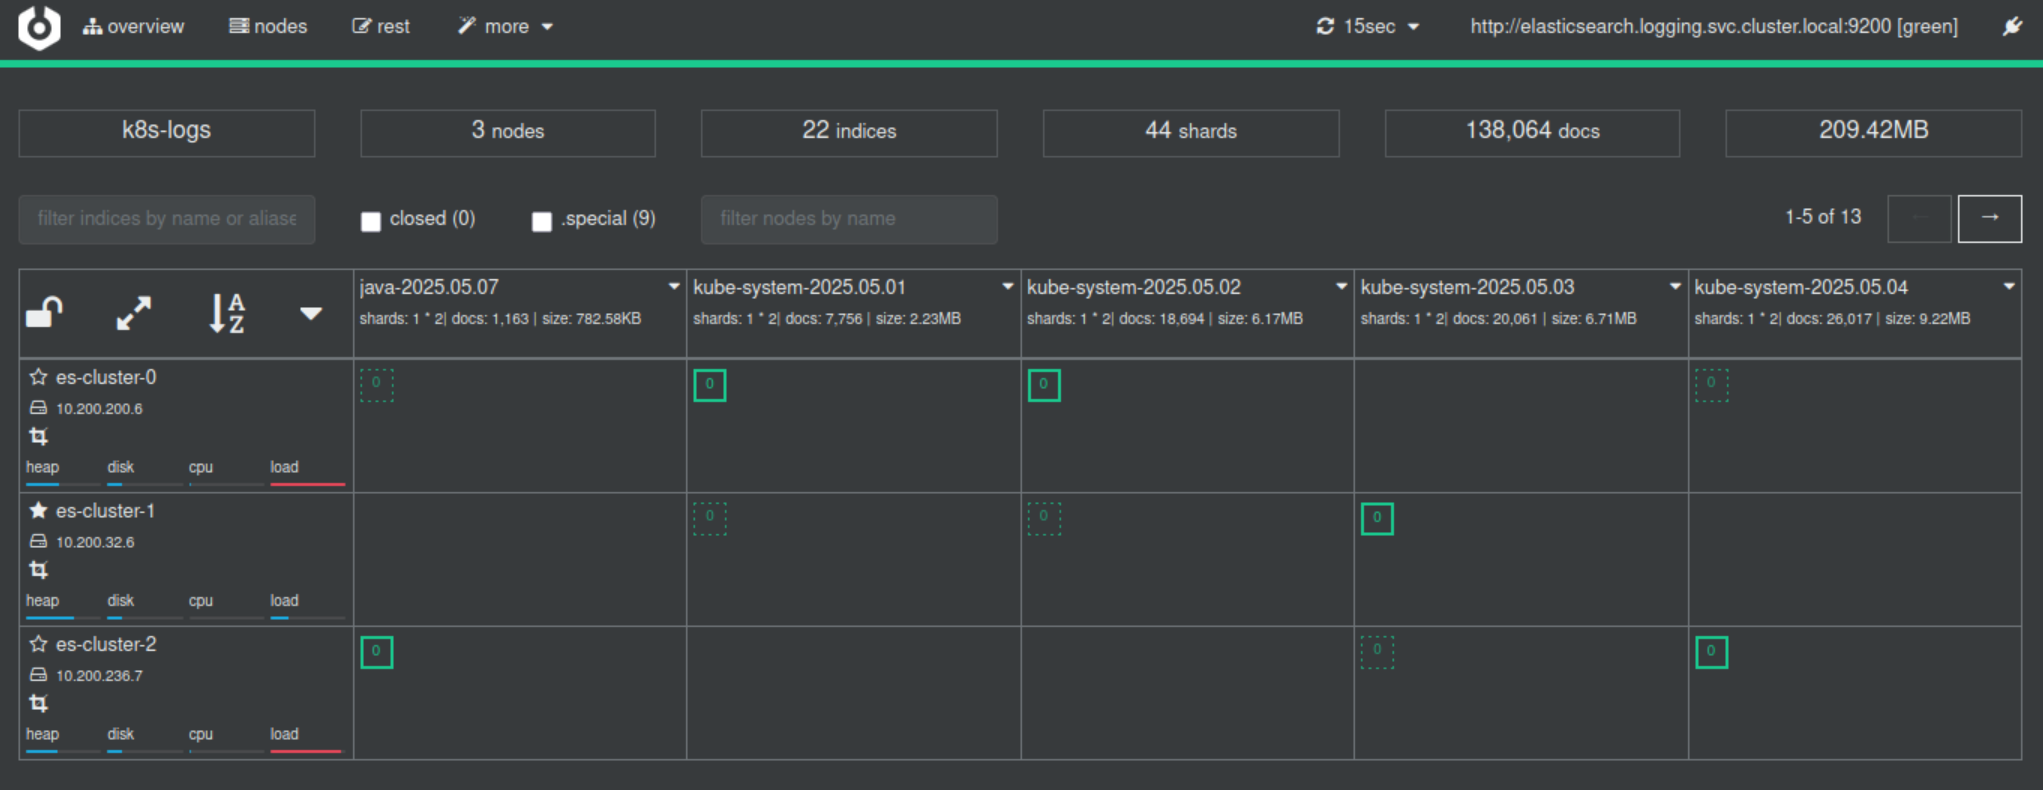 overview nodes rest more 15sec http://elasticsearch.logging.svc.cluster.local:9200 [green]
k8s-logs 3 nodes 22 indices 44 shards 138,064 docs 209.42MB
filter indices by name or aliase closed (0) .special (9) filter nodes by name 1-5 of 13 ← →
A Z java-2025.05.07 kube-system-2025.05.01 kube-system-2025.05.02 kube-system-2025.05.03 kube-system-2025.05.04
shards: 1 * 2| docs: 1,163 | size: 782.58KB shards: 1 * 2| docs: 7,756 | size: 2.23MB shards: 1 * 2| docs: 18,694 | size: 6.17MB shards: 1 * 2| docs: 20,061 | size: 6.71MB shards: 1 * 2| docs: 26,017 | size: 9.22MB
es-cluster-0 0 0 0 0
10.200.200.6
heap disk cpu load
es-cluster-1 0 0 0
10.200.32.6
heap disk cpu load
es-cluster-2 0 0 0
10.200.236.7
heap disk cpu load